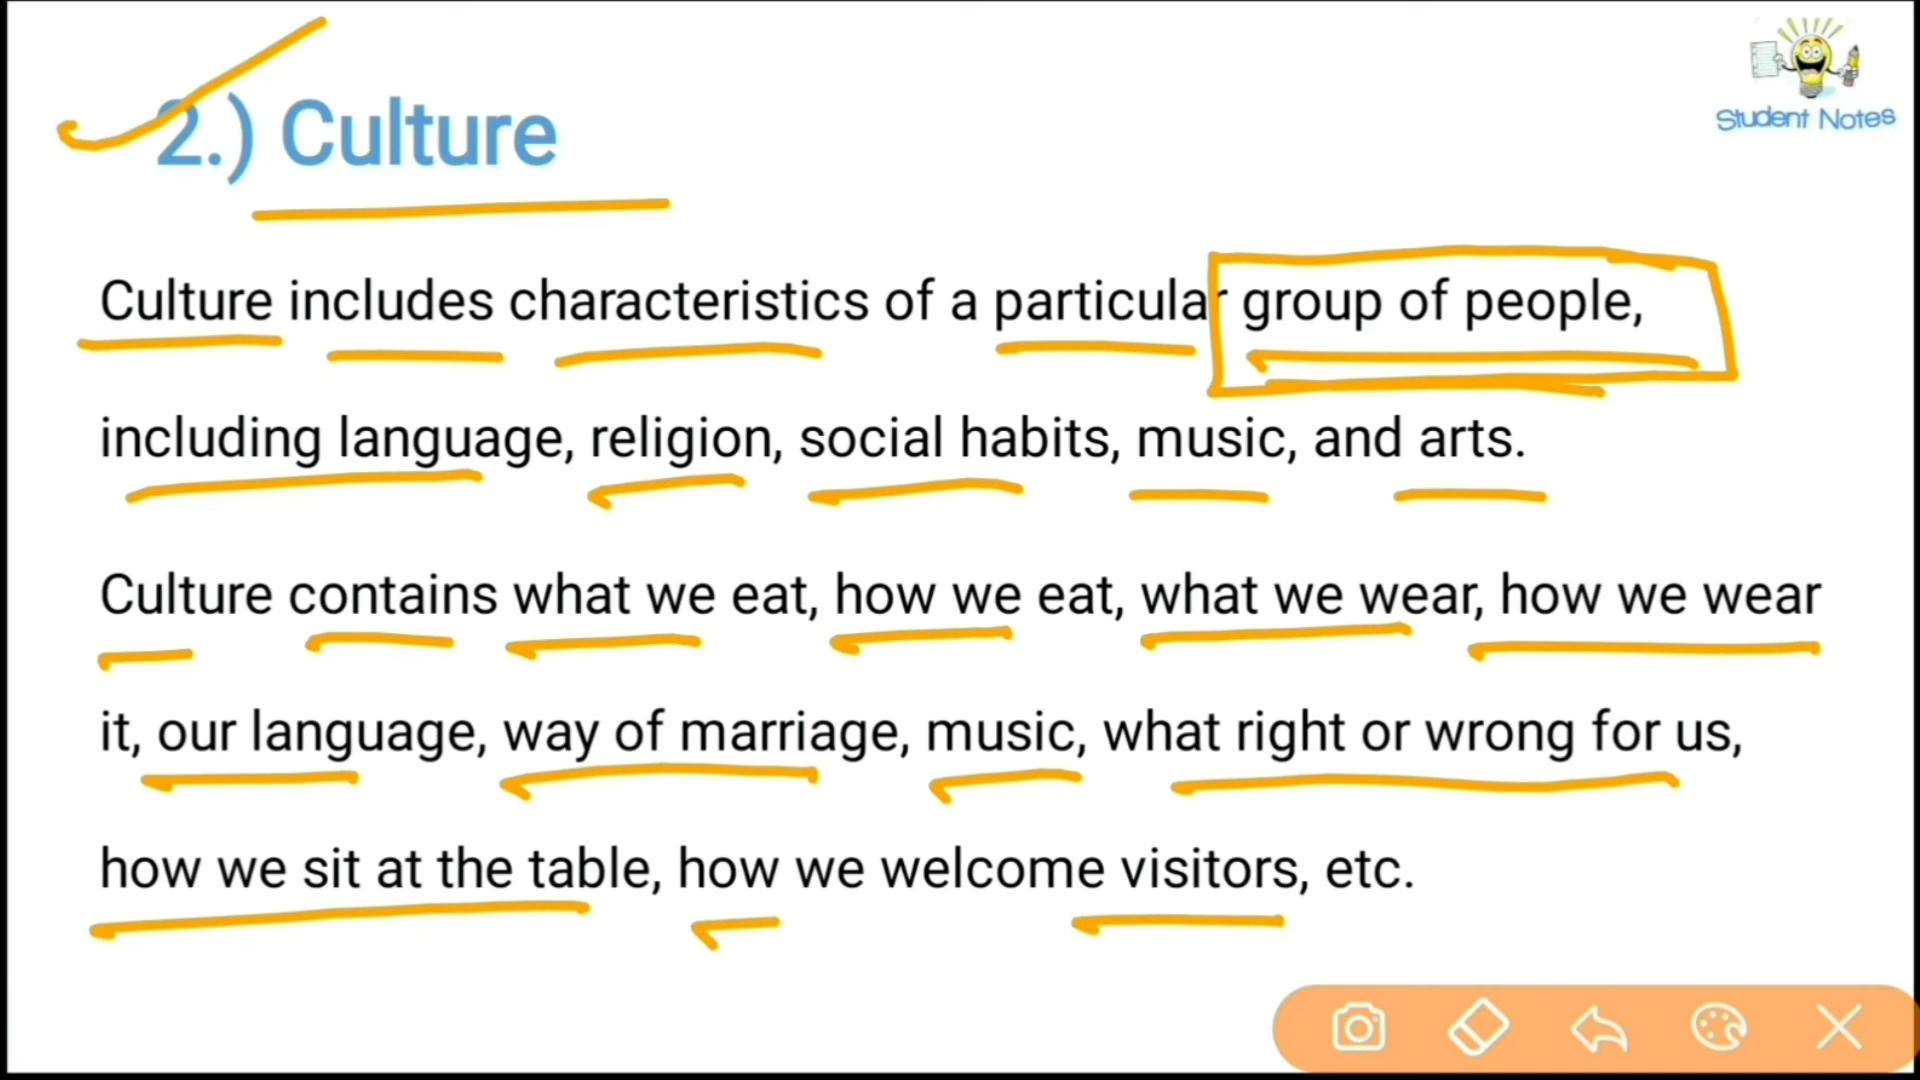 2.) Culture
Student Notes
Culture includes characteristics of a particular group of people,
including language, religion, social habits, music, and arts.
Culture contains what we eat, how we eat, what we wear, how we wear
it, our language, way of marriage, music, what right or wrong for us,
how we sit at the table, how we welcome visitors, etc.